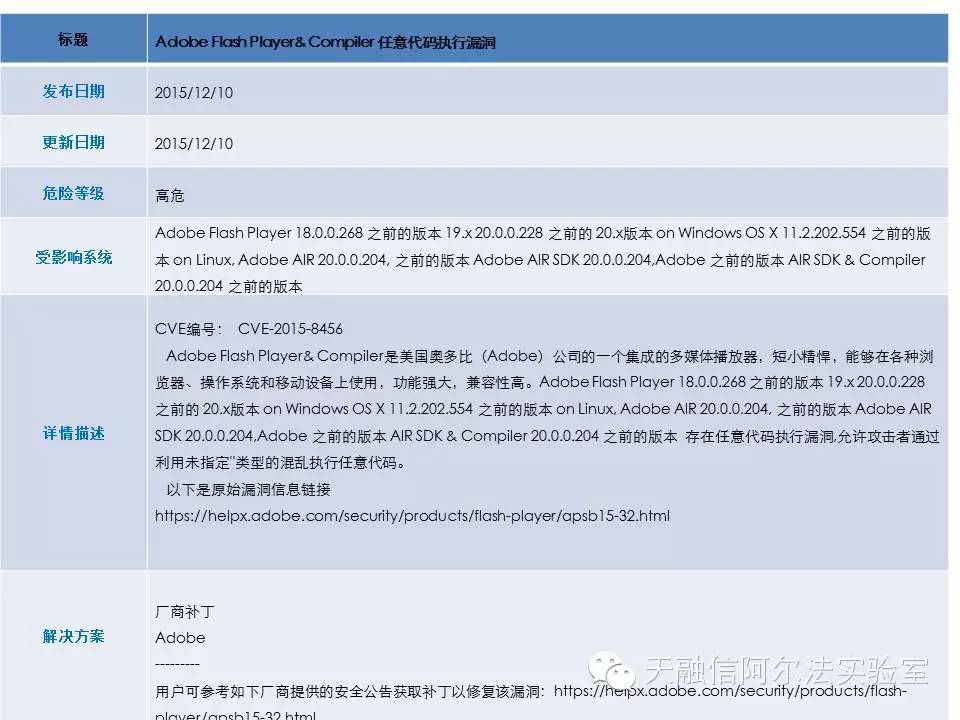 标题
Adobe Flash Player& Compiler 任意代码执行漏洞
发布日期
2015/12/10
更新日期
2015/12/10
危险等级
高危
受影响系统
Adobe Flash Player 18.0.0.268 之前的版本 19.x 20.0.0.228 之前的 20.x版本 on Windows OS X 11.2.202.554 之前的版
本 on Linux, Adobe AIR 20.0.0.204, 之前的版本 Adobe AIR SDK 20.0.0.204,Adobe 之前的版本 AIR SDK & Compiler
20.0.0.204 之前的版本
详情描述
CVE编号： CVE-2015-8456
Adobe Flash Player& Compiler是美国奥多比（Adobe）公司的一个集成的多媒体播放器，短小精悍，能够在各种浏
览器、操作系统和移动设备上使用，功能强大，兼容性高。Adobe Flash Player 18.0.0.268 之前的版本 19.x 20.0.0.228
之前的 20.x版本 on Windows OS X 11.2.202.554 之前的版本 on Linux, Adobe AIR 20.0.0.204, 之前的版本 Adobe AIR
SDK 20.0.0.204,Adobe 之前的版本 AIR SDK & Compiler 20.0.0.204 之前的版本 存在任意代码执行漏洞,允许攻击者通过
利用未指定"类型的混乱执行任意代码。
以下是原始漏洞信息链接
https://helpx.adobe.com/security/products/flash-player/apsb15-32.html
解决方案
厂商补丁
Adobe
---------
用户可参考如下厂商提供的安全公告获取补丁以修复该漏洞：https://helpx.adobe.com/security/products/flash-
player/apsb15-32.html
天融信阿尔法实验室